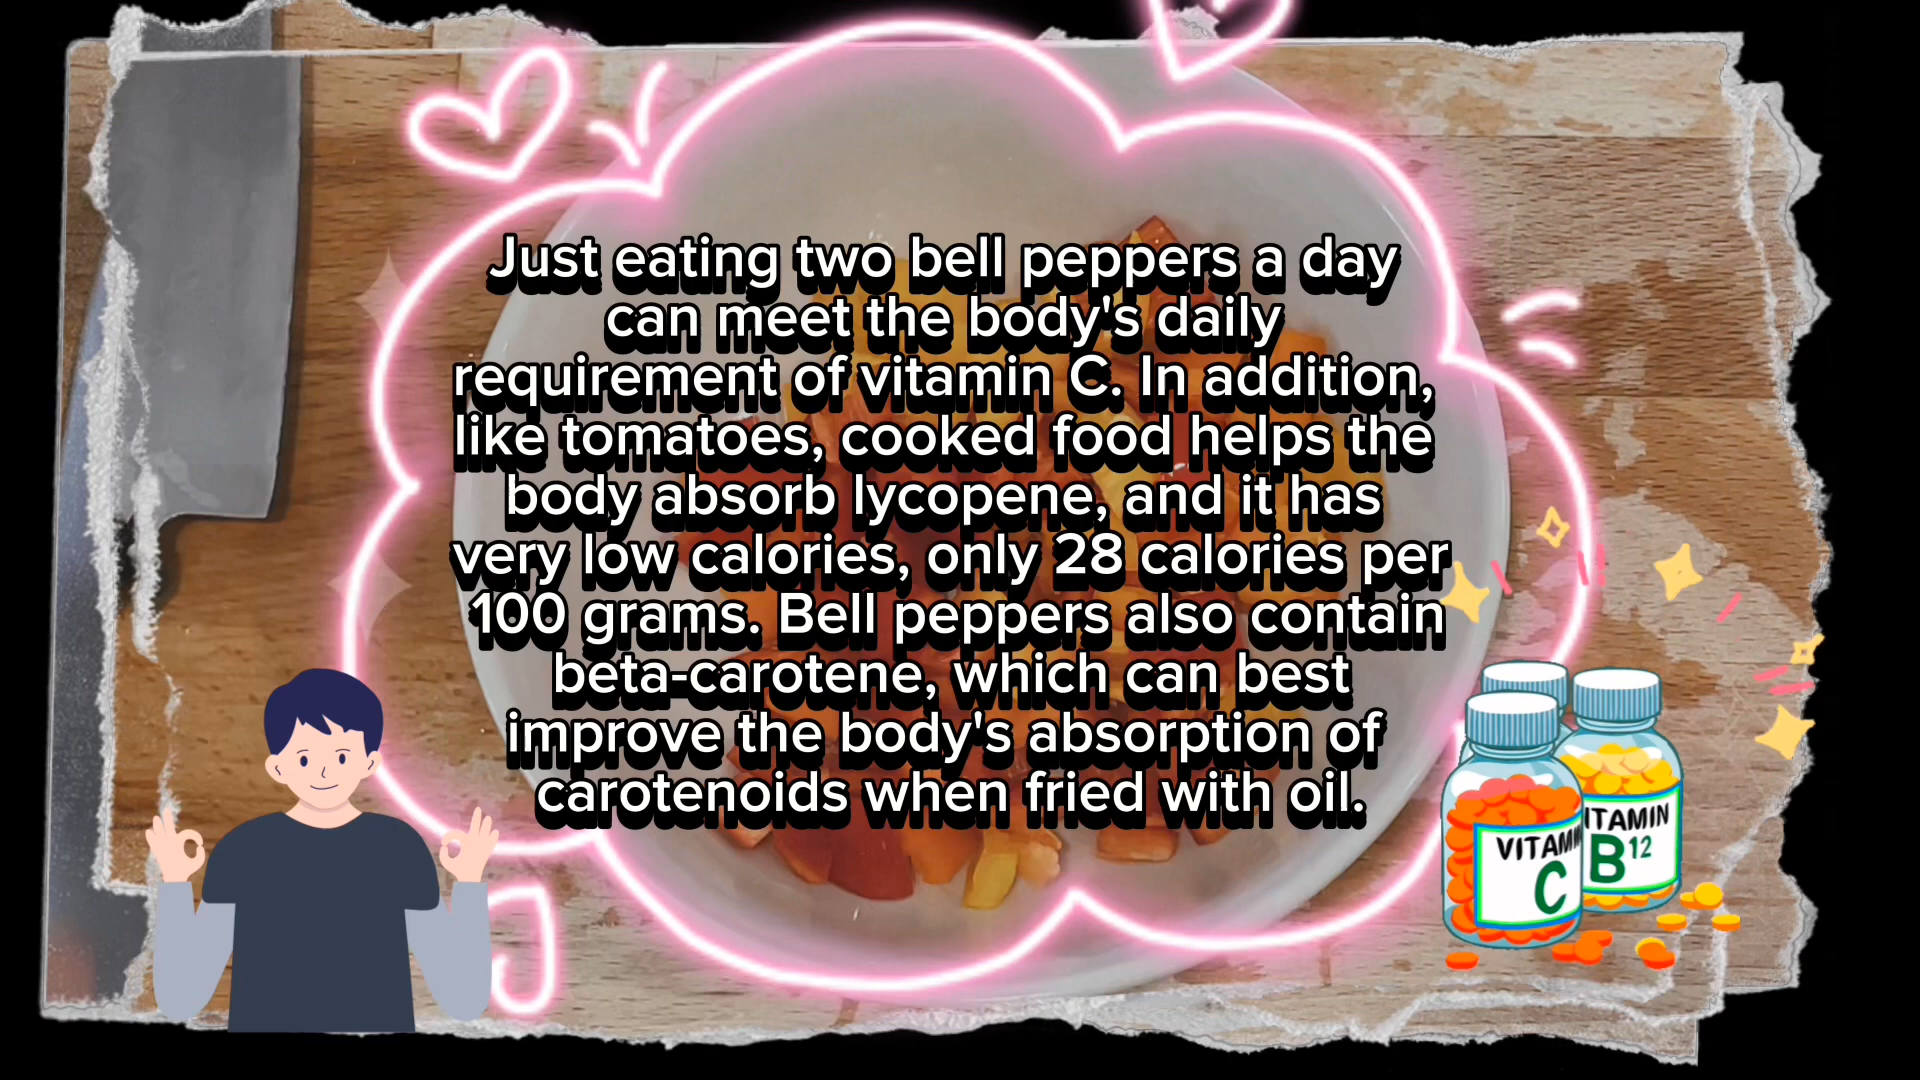 Just eating two bell peppers a day
can meet the body's daily
requirement of vitamin C. In addition,
like tomatoes, cooked food helps the
body absorb lycopene, and it has
very low calories, only 28 calories per
100 grams. Bell peppers also contain
beta-carotene, which can best
improve the body's absorption of
carotenoids when fried with oil.
VITAM
C
ITAMIN
B12